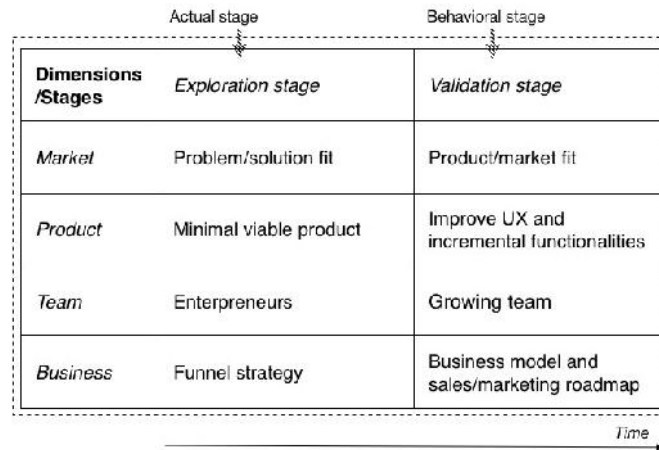 Actual stage Behavioral stage
Dimensions
/Stages Exploration stage Validation stage
Market Problem/solution fit Product/market fit
Product Minimal viable product Improve UX and
incremental functionalities
Team Enterpreneurs Growing team
Business Funnel strategy Business model and
sales/marketing roadmap
Time